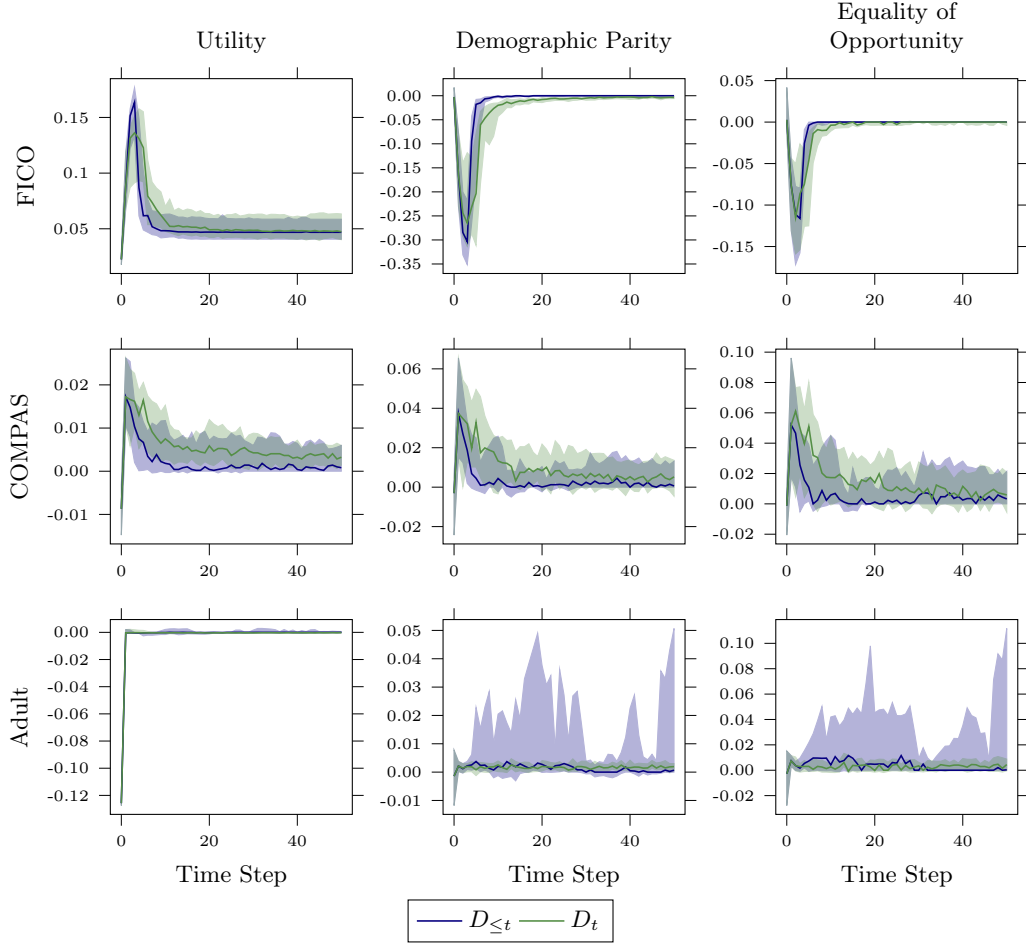 Utility
Demographic Parity
Equality of
Opportunity
FICO
0.15
0.1
0.05
0 20 40
0.00
-0.05
-0.10
-0.15
-0.20
-0.25
-0.30
-0.35
0 20 40
0.05
0.00
-0.05
-0.10
-0.15
0 20 40
COMPAS
0.02
0.01
0.00
-0.01
0 20 40
0.06
0.04
0.02
0.00
-0.02
0 20 40
0.10
0.08
0.06
0.04
0.02
0.00
-0.02
0 20 40
Adult
0.00
-0.02
-0.04
-0.06
-0.08
-0.10
-0.12
0 20 40
0.05
0.04
0.03
0.02
0.01
0.00
-0.01
0 20 40
0.10
0.08
0.06
0.04
0.02
0.00
-0.02
0 20 40
Time Step
Time Step
Time Step
D≤t
Dt